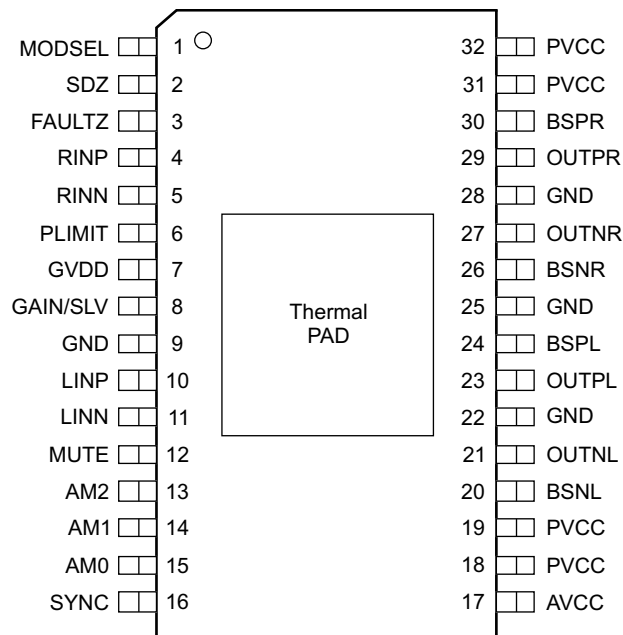 MODSEL 1 32 PVCC
SDZ 2 31 PVCC
FAULTZ 3 30 BSPR
RINP 4 29 OUTPR
RINN 5 28 GND
PLIMIT 6 27 OUTNR
GVDD 7 26 BSNR
GAIN/SLV 8 25 GND
GND 9 24 BSPL
LINP 10 23 OUTPL
LINN 11 22 GND
MUTE 12 21 OUTNL
AM2 13 20 BSNL
AM1 14 19 PVCC
AM0 15 18 PVCC
SYNC 16 17 AVCC
Thermal
PAD